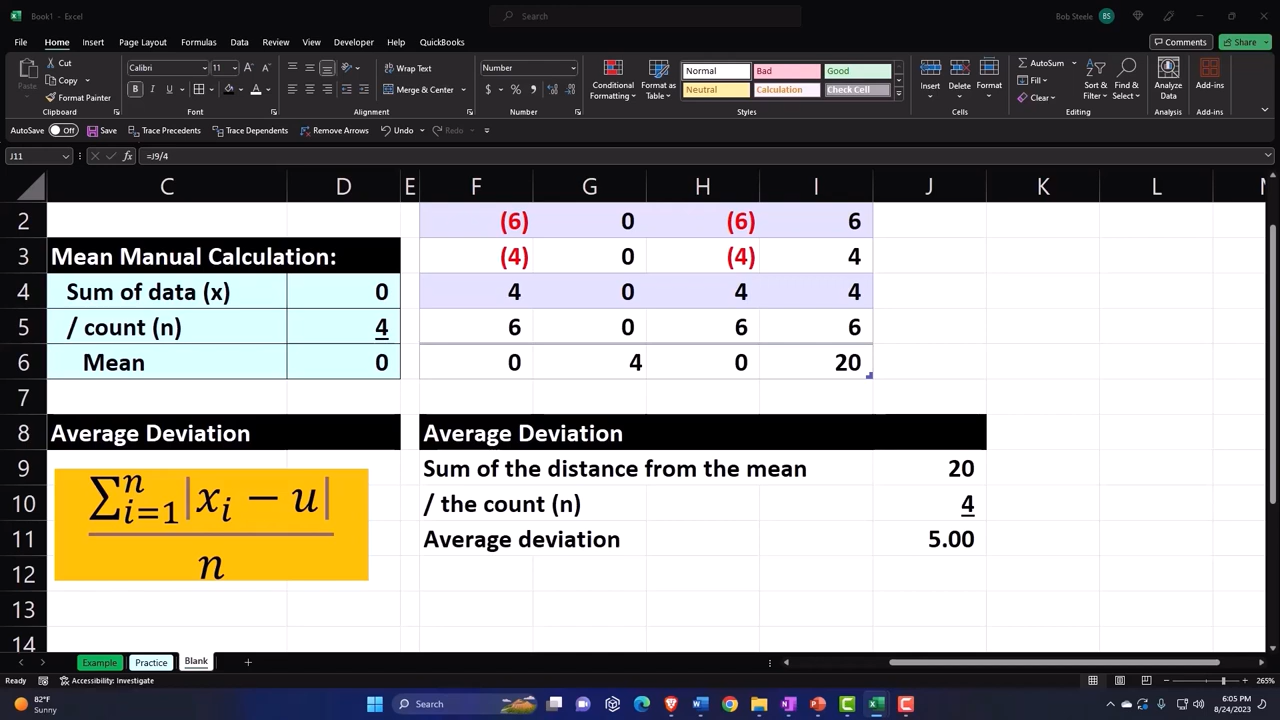 Book1 - Excel
Search
Bob Steele BS
File Home Insert Page Layout Formulas Data Review View Developer Help QuickBooks Comments Share
Paste Cut Copy Format Painter Clipboard
Calibri 11 B I U A Font
Wrap Text Merge & Center Alignment
Number $ % Number
Conditional Formatting Format as Table Normal Bad Good Neutral Calculation Check Cell Styles
Insert Delete Format Cells
AutoSum Fill Clear Sort & Filter Find & Select Editing
Analyze Data Analysis Add-ins Add-ins
AutoSave Off Save Trace Precedents Trace Dependents Remove Arrows Undo Redo
J11 fx =J9/4
C D E F G H I J K L M
2 (6) 0 (6) 6
3 Mean Manual Calculation: (4) 0 (4) 4
4 Sum of data (x) 0 4 0 4 4
5 / count (n) 4 6 0 6 6
6 Mean 0 0 4 0 20
7
8 Average Deviation Average Deviation
9 Sum of the distance from the mean 20
10 / the count (n) 4
11 Average deviation 5.00
12
13
14
∑ⁿᵢ₌₁|xᵢ − u|
n
Example Practice Blank +
Ready Accessibility: Investigate 265%
82°F
Sunny
Search
6:05 PM
8/24/2023